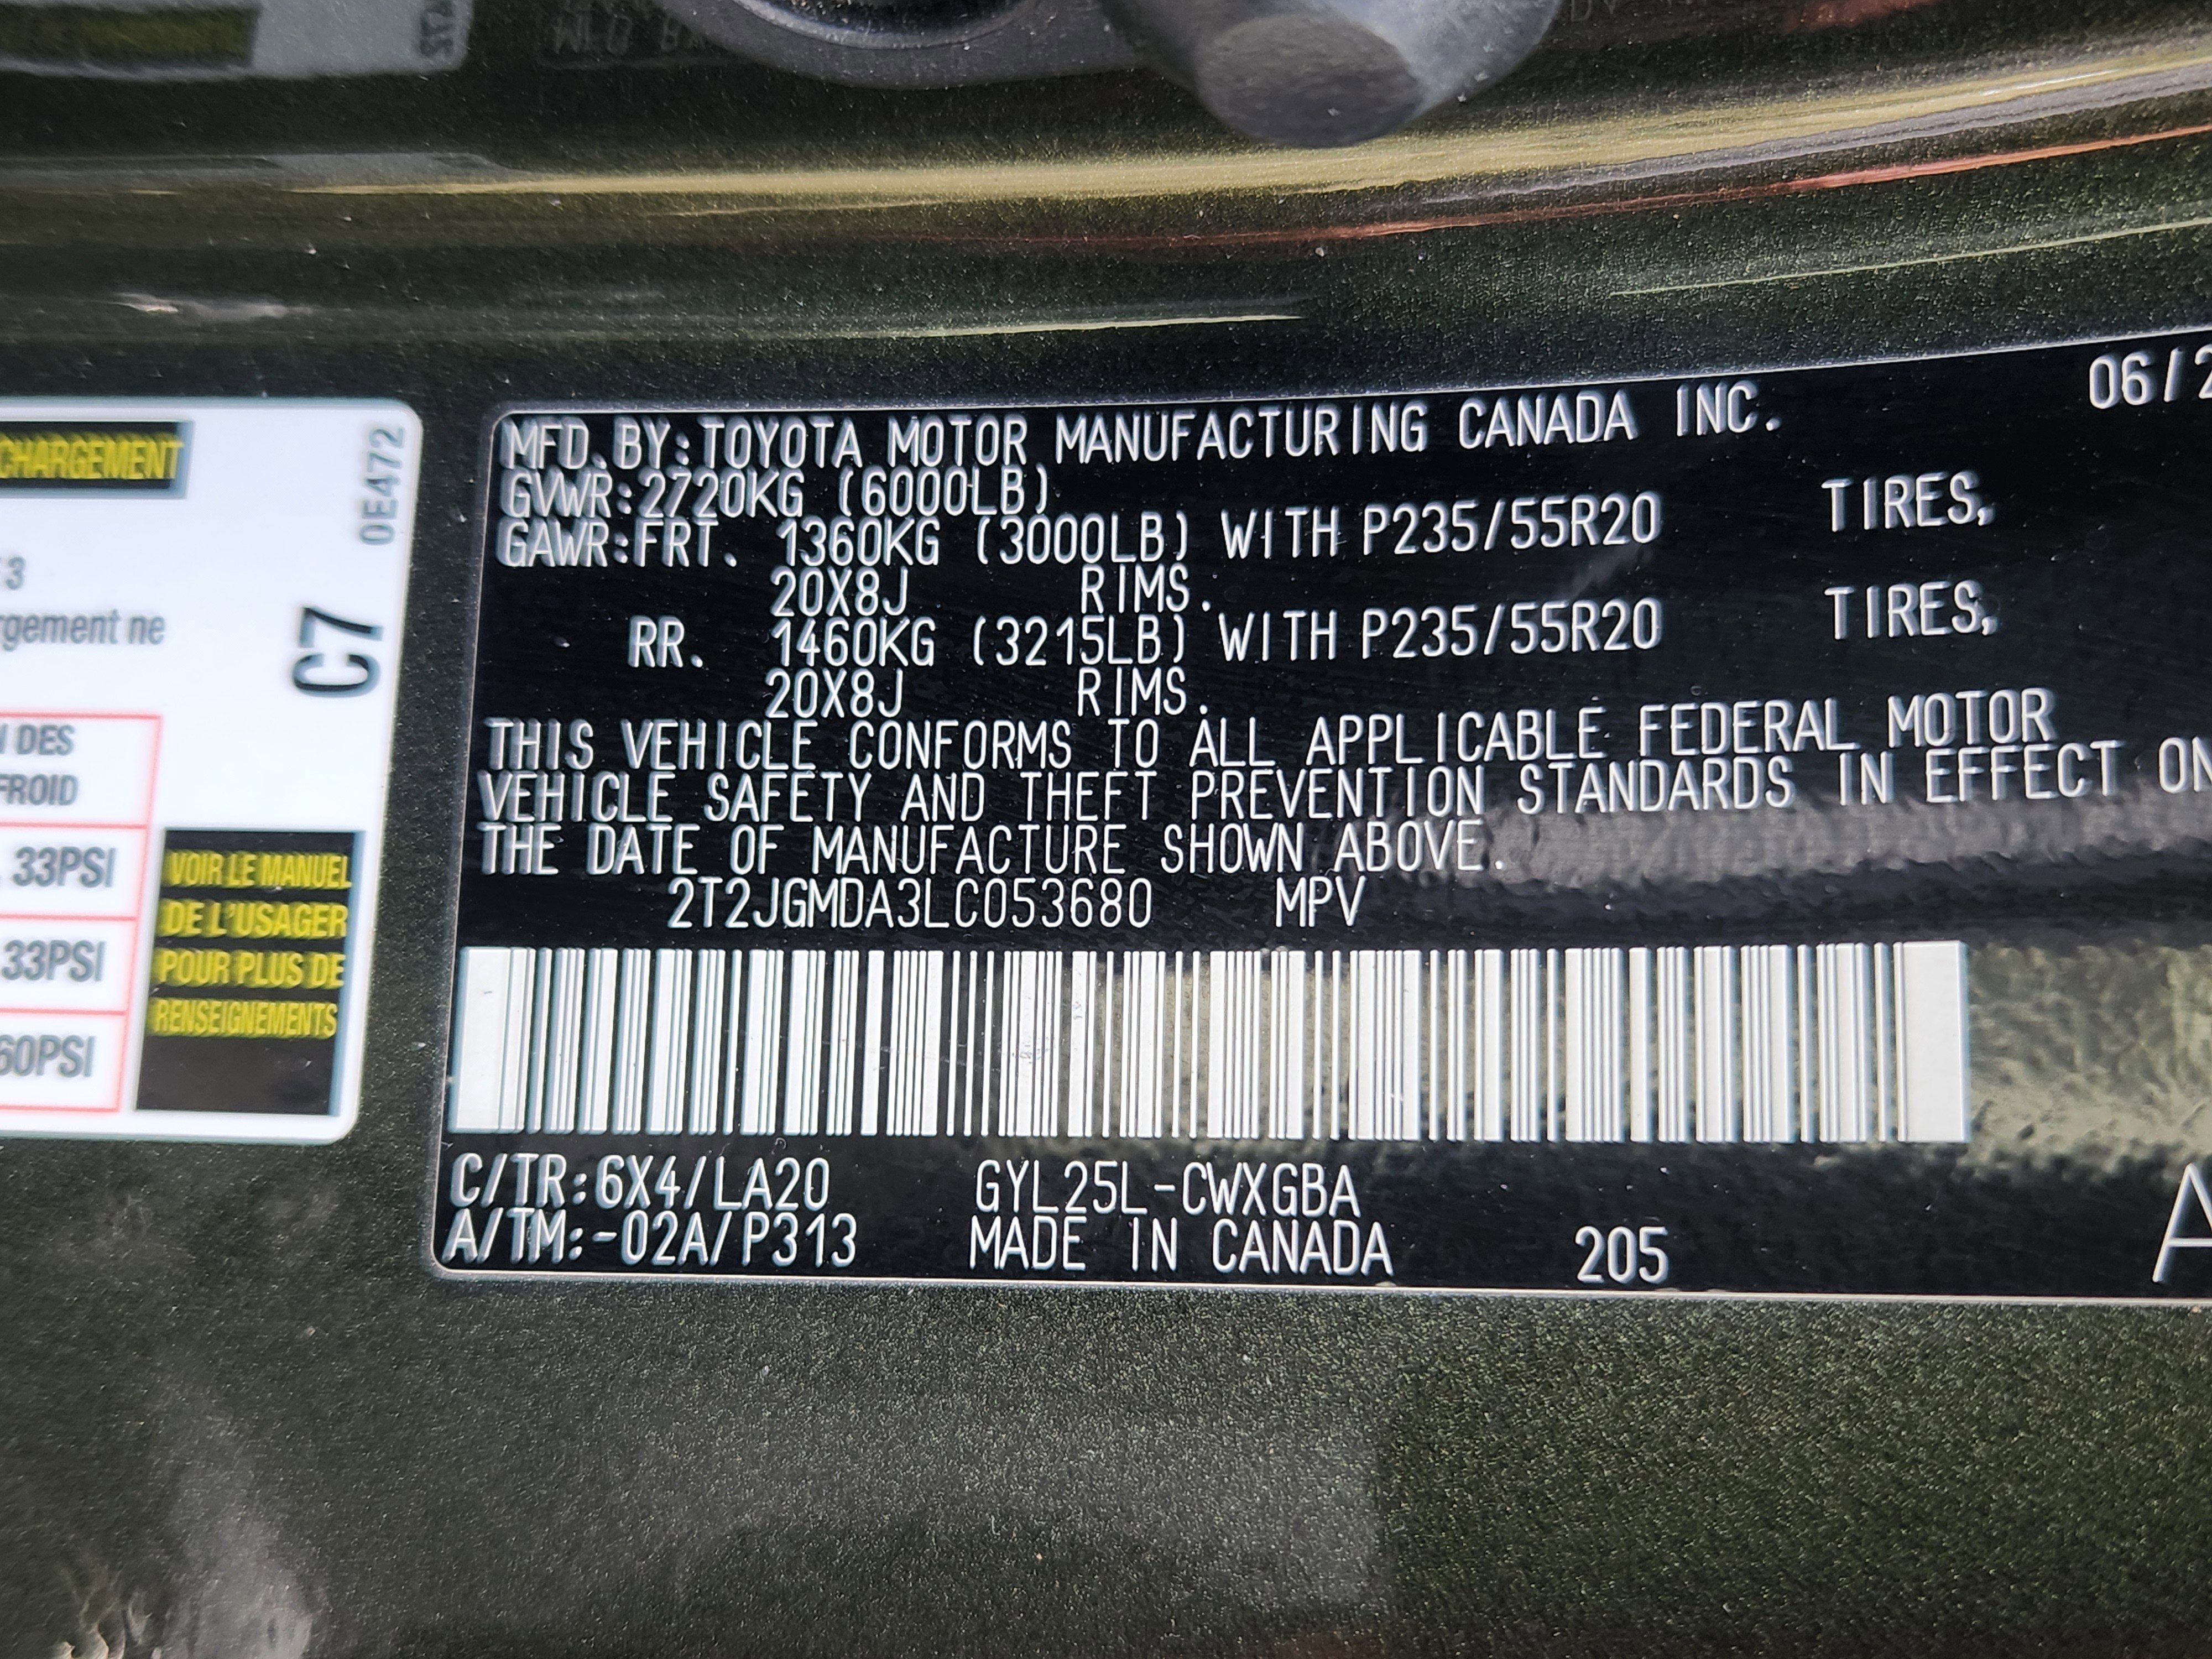 CHARGEMENT
0E472
3
rgement ne
C7
N DES
FROID
33PSI
33PSI
60PSI
VOIR LE MANUEL
DE L'USAGER
POUR PLUS DE
RENSEIGNEMENTS
MFD. BY: TOYOTA MOTOR MANUFACTURING CANADA INC. 06/2
GVWR: 2720KG (6000LB)
GAWR: FRT. 1360KG (3000LB) WITH P235/55R20 TIRES,
20X8J RIMS.
RR. 1460KG (3215LB) WITH P235/55R20 TIRES,
20X8J RIMS.
THIS VEHICLE CONFORMS TO ALL APPLICABLE FEDERAL MOTOR
VEHICLE SAFETY AND THEFT PREVENTION STANDARDS IN EFFECT ON
THE DATE OF MANUFACTURE SHOWN ABOVE.
2T2JGMDA3LC053680 MPV
C/TR: 6X4/LA20 GYL25L-CWXGBA
A/TM: -02A/P313 MADE IN CANADA 205 A